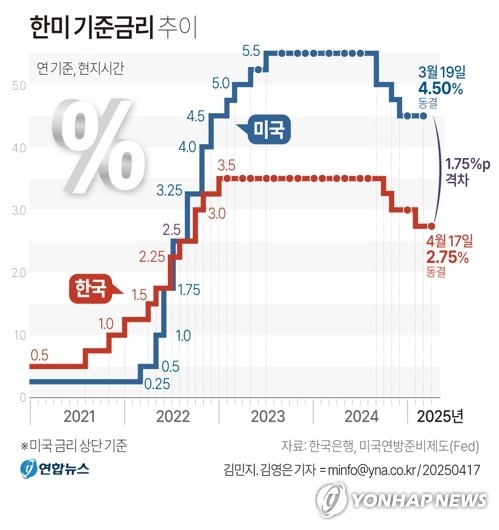 한미 기준금리 추이
연 기준, 현지시간
%
5.5
5.0
5.0
3월 19일
4.50%
동결
4.5
미국
4.0
4.0
1.75%p
격차
3.5
3.25
3.0
3.0
2.5
4월 17일
2.75%
동결
2.25
한국
2.0
1.75
1.5
1.0
1.0
1.0
0.5
0.5
0.25
0
2021
2022
2023
2024
2025년
※미국 금리 상단 기준
자료: 한국은행, 미국연방준비제도(Fed)
연합뉴스
김민지. 김영은 기자 = minfo@yna.co.kr / 20250417
YONHAP NEWS